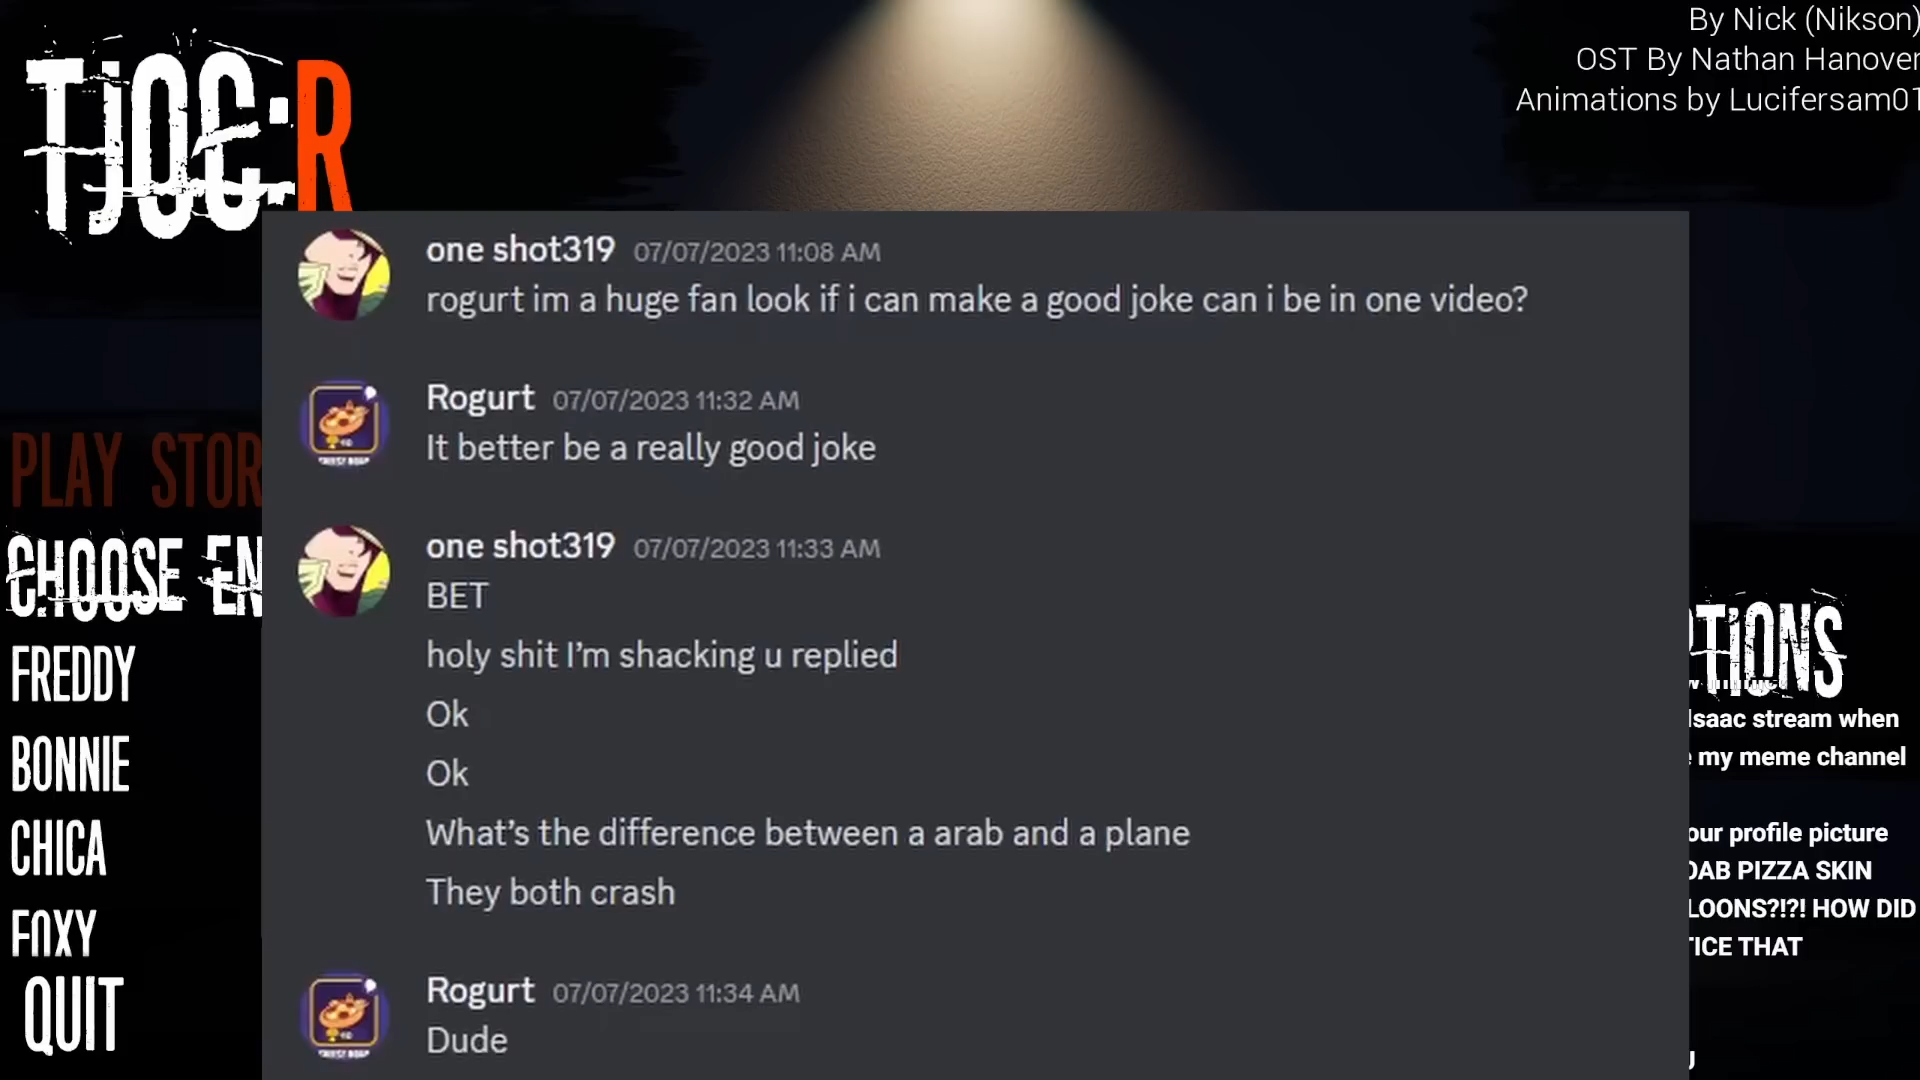 TJOC:R
By Nick (Nikson)
OST By Nathan Hanover
Animations by Lucifersam01
one shot319 07/07/2023 11:08 AM
rogurt im a huge fan look if i can make a good joke can i be in one video?
Rogurt 07/07/2023 11:32 AM
It better be a really good joke
one shot319 07/07/2023 11:33 AM
BET
holy shit I'm shacking u replied
Ok
Ok
What's the difference between a arab and a plane
They both crash
Rogurt 07/07/2023 11:34 AM
Dude
PLAY STOR
CHOOSE EN
FREDDY
BONNIE
CHICA
FOXY
QUIT
PTIONS
Isaac stream when
my meme channel
our profile picture
PIZZA SKIN
LOONS?!?! HOW DID
TICE THAT